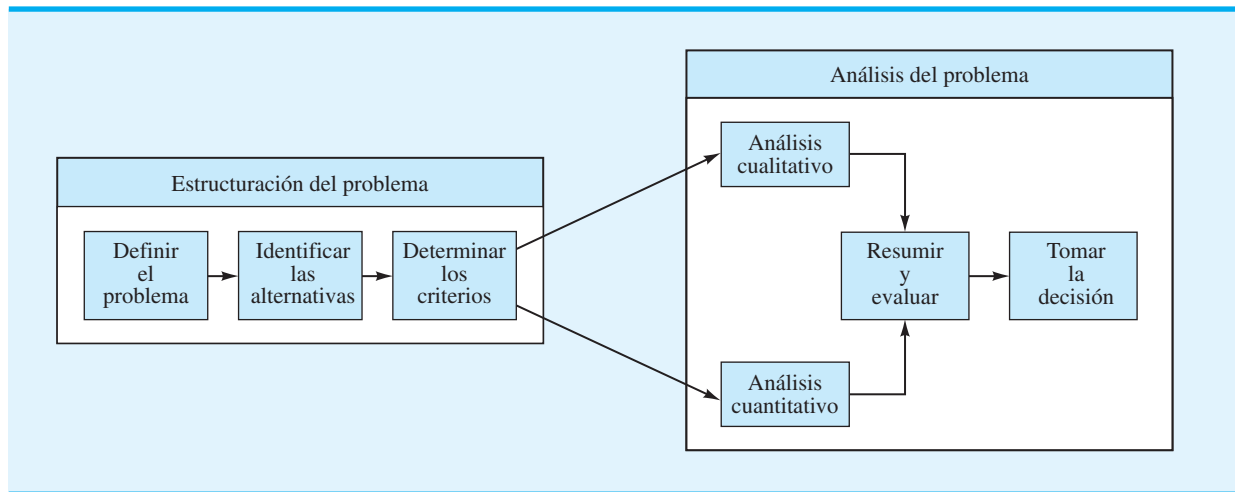 Estructuración del problema
Definir
el
problema
Identificar
las
alternativas
Determinar
los
criterios
Análisis del problema
Análisis
cualitativo
Análisis
cuantitativo
Resumir
y
evaluar
Tomar
la
decisión